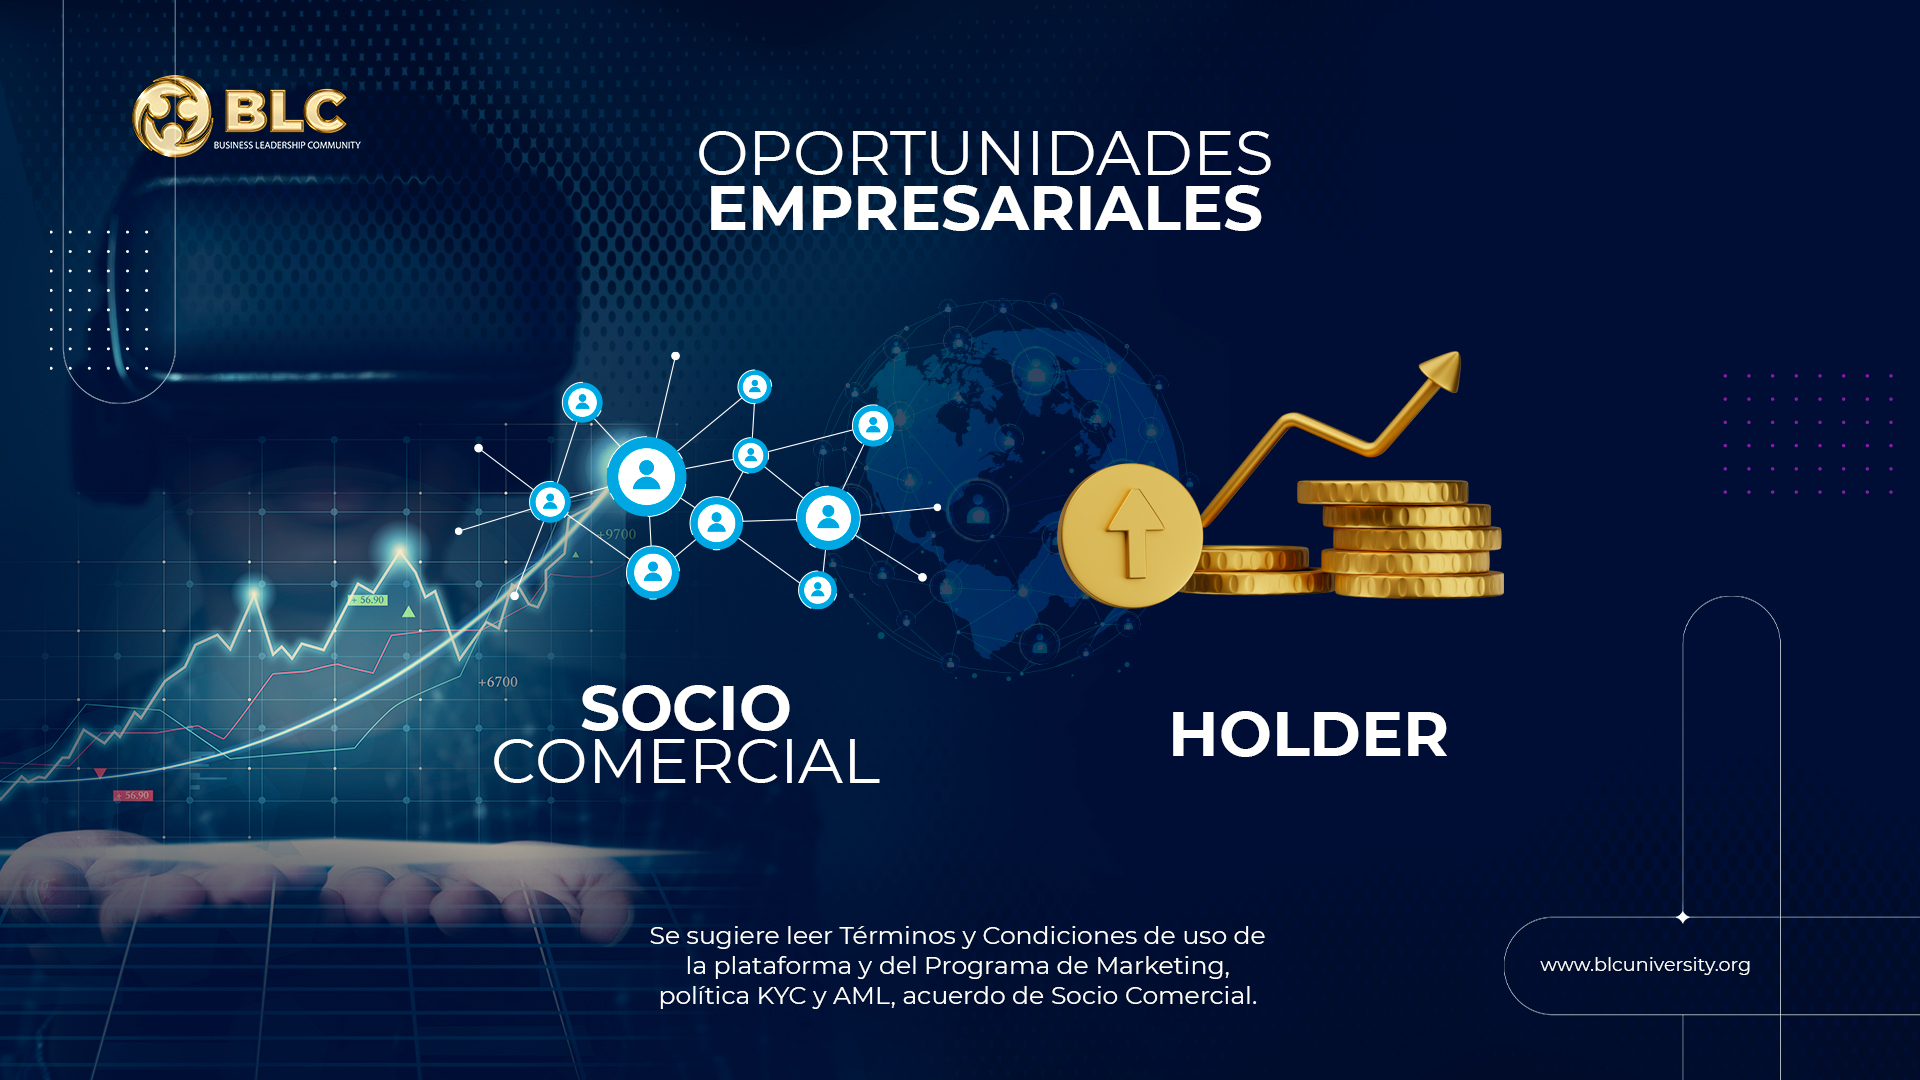 BLC
BUSINESS LEADERSHIP COMMUNITY
OPORTUNIDADES
EMPRESARIALES
+9700
+ 56.90
+6700
+ 56.90
SOCIO
COMERCIAL
HOLDER
Se sugiere leer Términos y Condiciones de uso de
la plataforma y del Programa de Marketing,
política KYC y AML, acuerdo de Socio Comercial.
www.blcuniversity.org